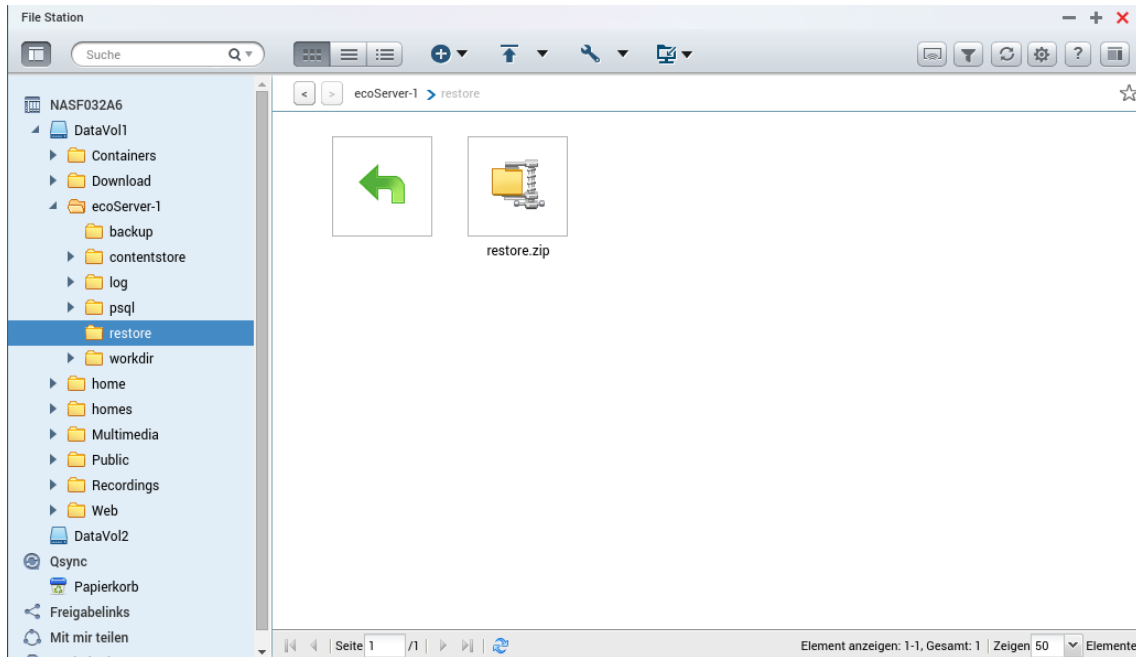 File Station
Suche
NASF032A6
DataVol1
Containers
Download
ecoServer-1
backup
contentstore
log
psql
restore
workdir
home
homes
Multimedia
Public
Recordings
Web
DataVol2
Qsync
Papierkorb
Freigabelinks
Mit mir teilen
ecoServer-1 restore
restore.zip
Seite 1 /1
Element anzeigen: 1-1, Gesamt: 1 Zeigen 50 Elemente